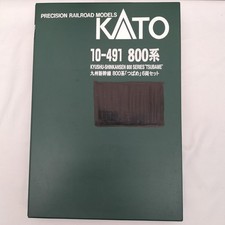 PRECISION RAILROAD MODELS
KATO
10-491 800系
KYUSHU-SHINKANSEN 800 SERIES "TSUBAME"
九州新幹線 800系「つばめ」6両セット